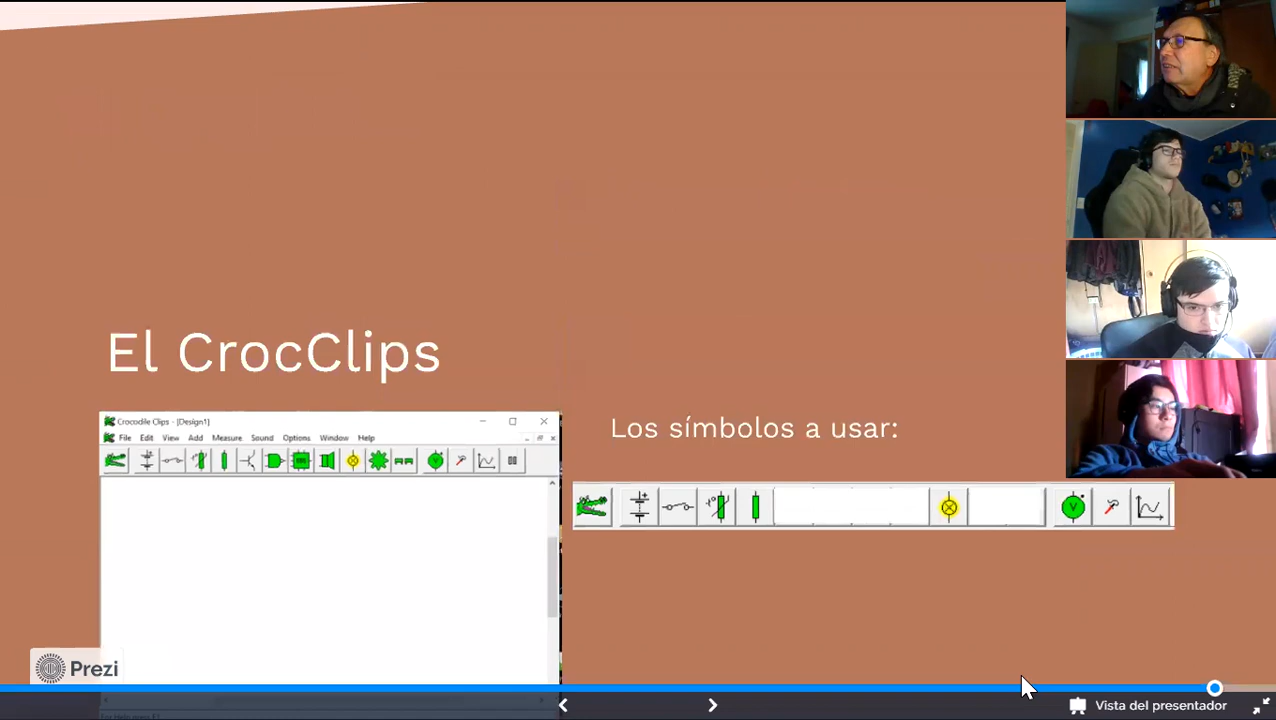 El CrocClips
Crocodile Clips - [Design1]
File Edit View Add Measure Sound Options Window Help
Los símbolos a usar:
V
Prezi
Vista del presentador